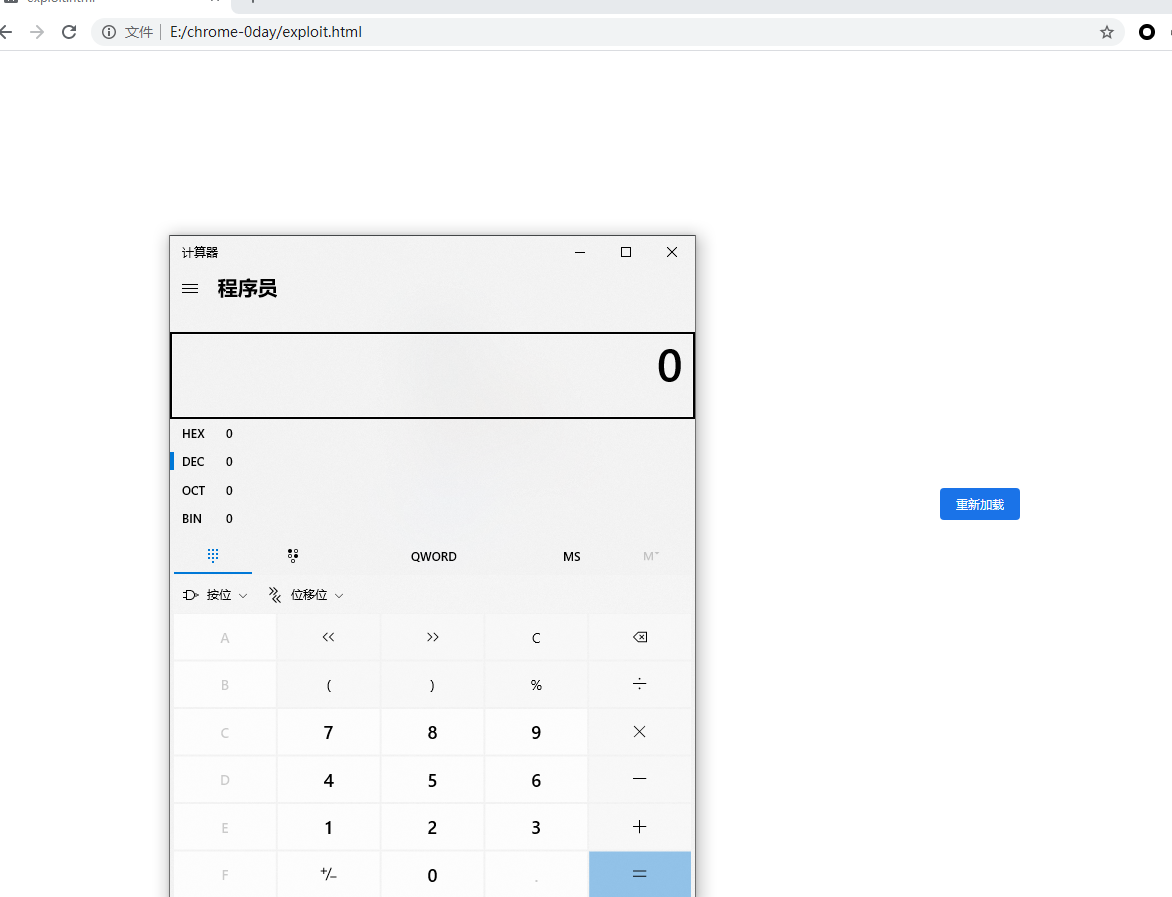 exploit.html
文件 E:/chrome-0day/exploit.html
计算器
程序员
0
HEX 0
DEC 0
OCT 0
BIN 0
重新加载
QWORD MS M˅
按位 位移位
A << >> C
B ( ) % ÷
C 7 8 9 ×
D 4 5 6 −
E 1 2 3 +
F +/− 0 . =